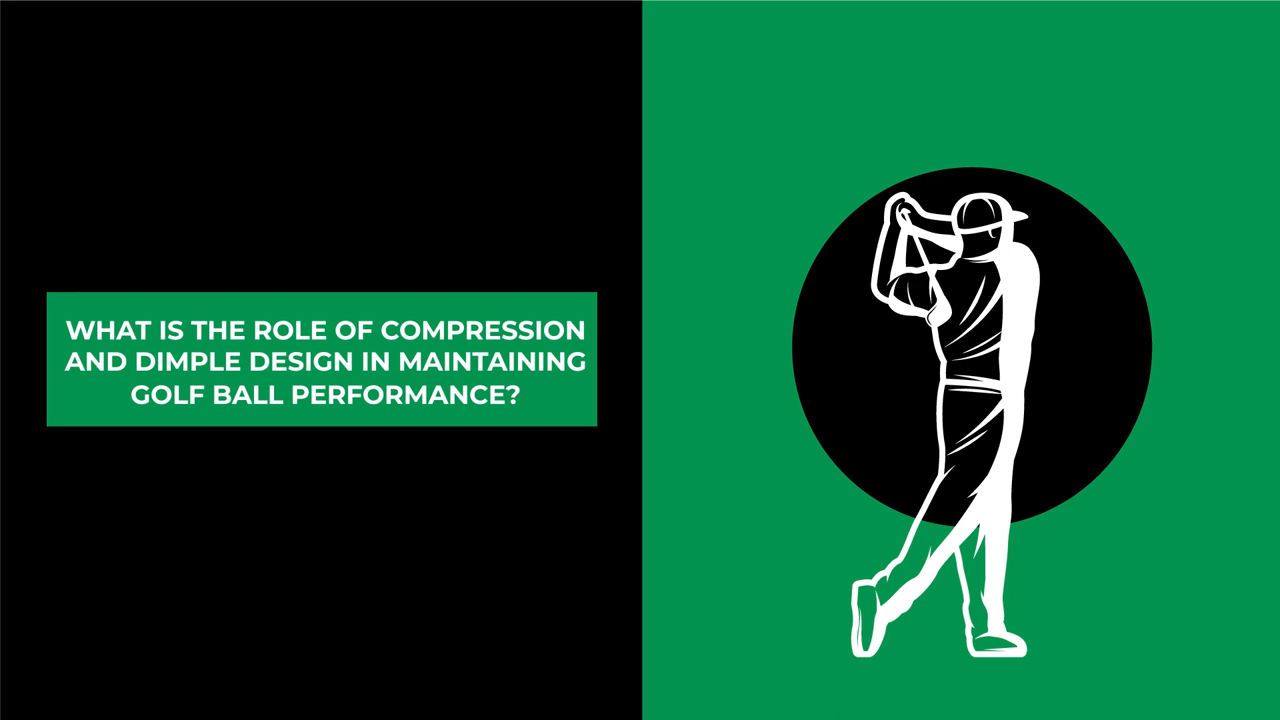 WHAT IS THE ROLE OF COMPRESSION
AND DIMPLE DESIGN IN MAINTAINING
GOLF BALL PERFORMANCE?